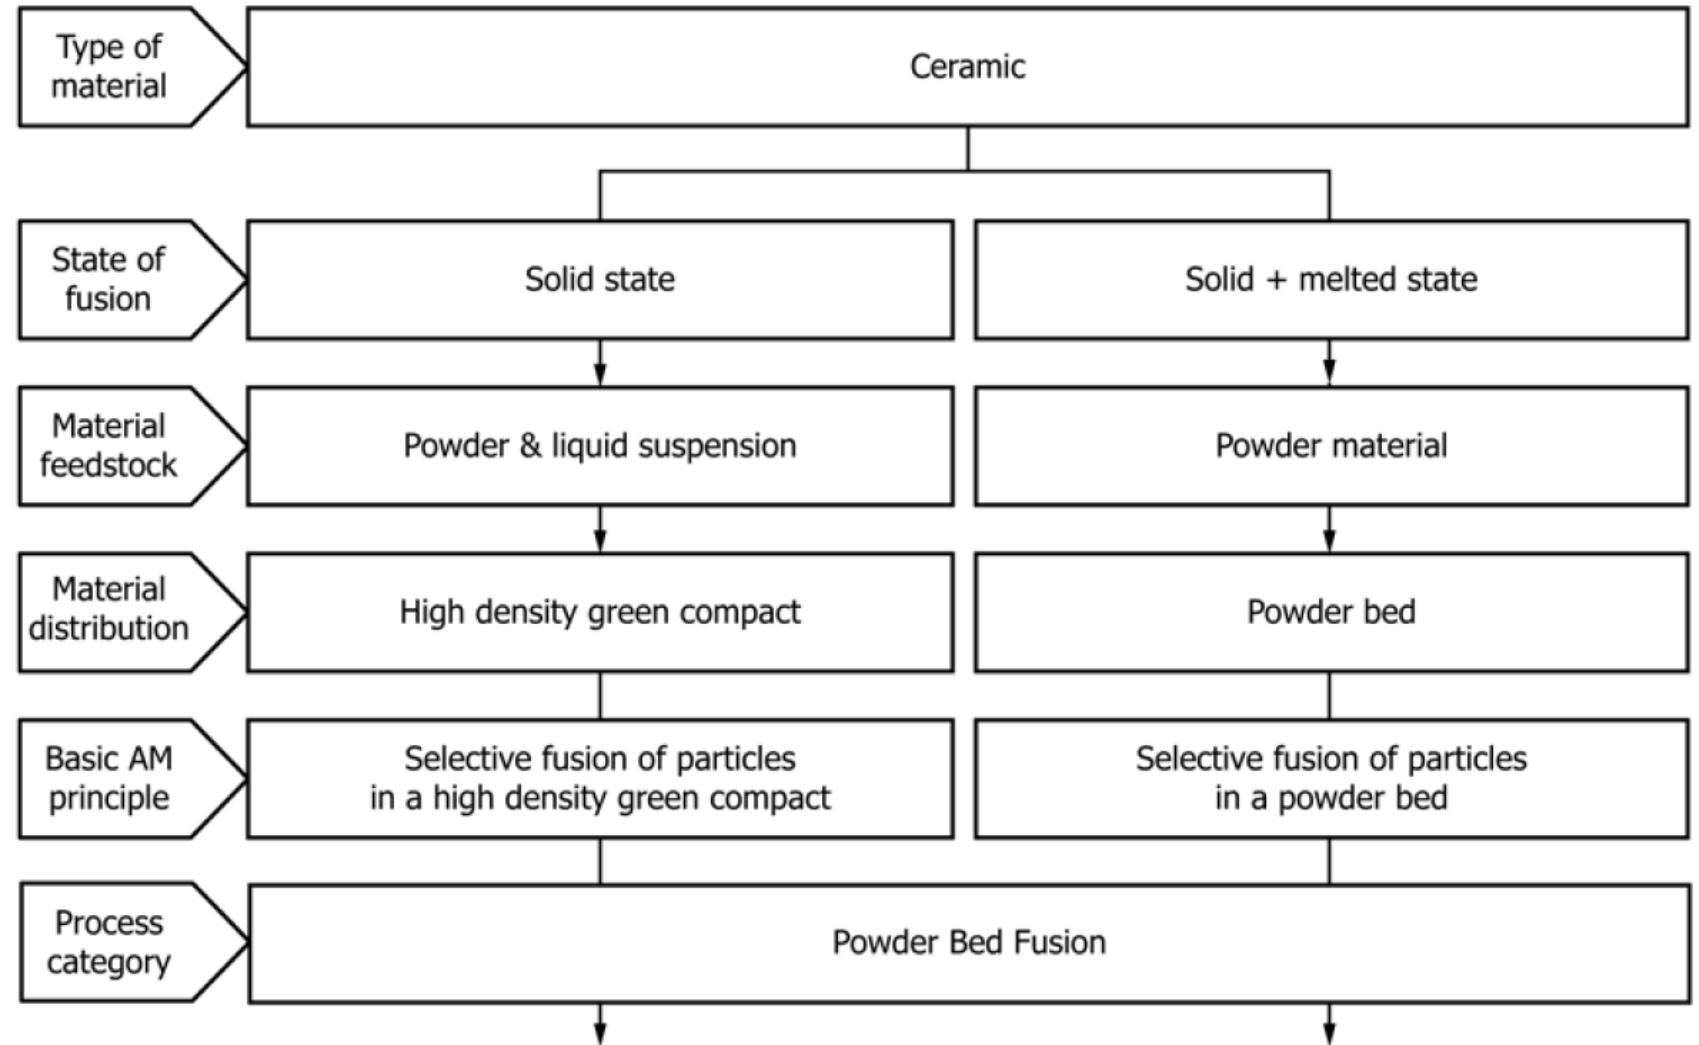 Type of
material
Ceramic
State of
fusion
Solid state
Solid + melted state
Material
feedstock
Powder & liquid suspension
Powder material
Material
distribution
High density green compact
Powder bed
Basic AM
principle
Selective fusion of particles
in a high density green compact
Selective fusion of particles
in a powder bed
Process
category
Powder Bed Fusion